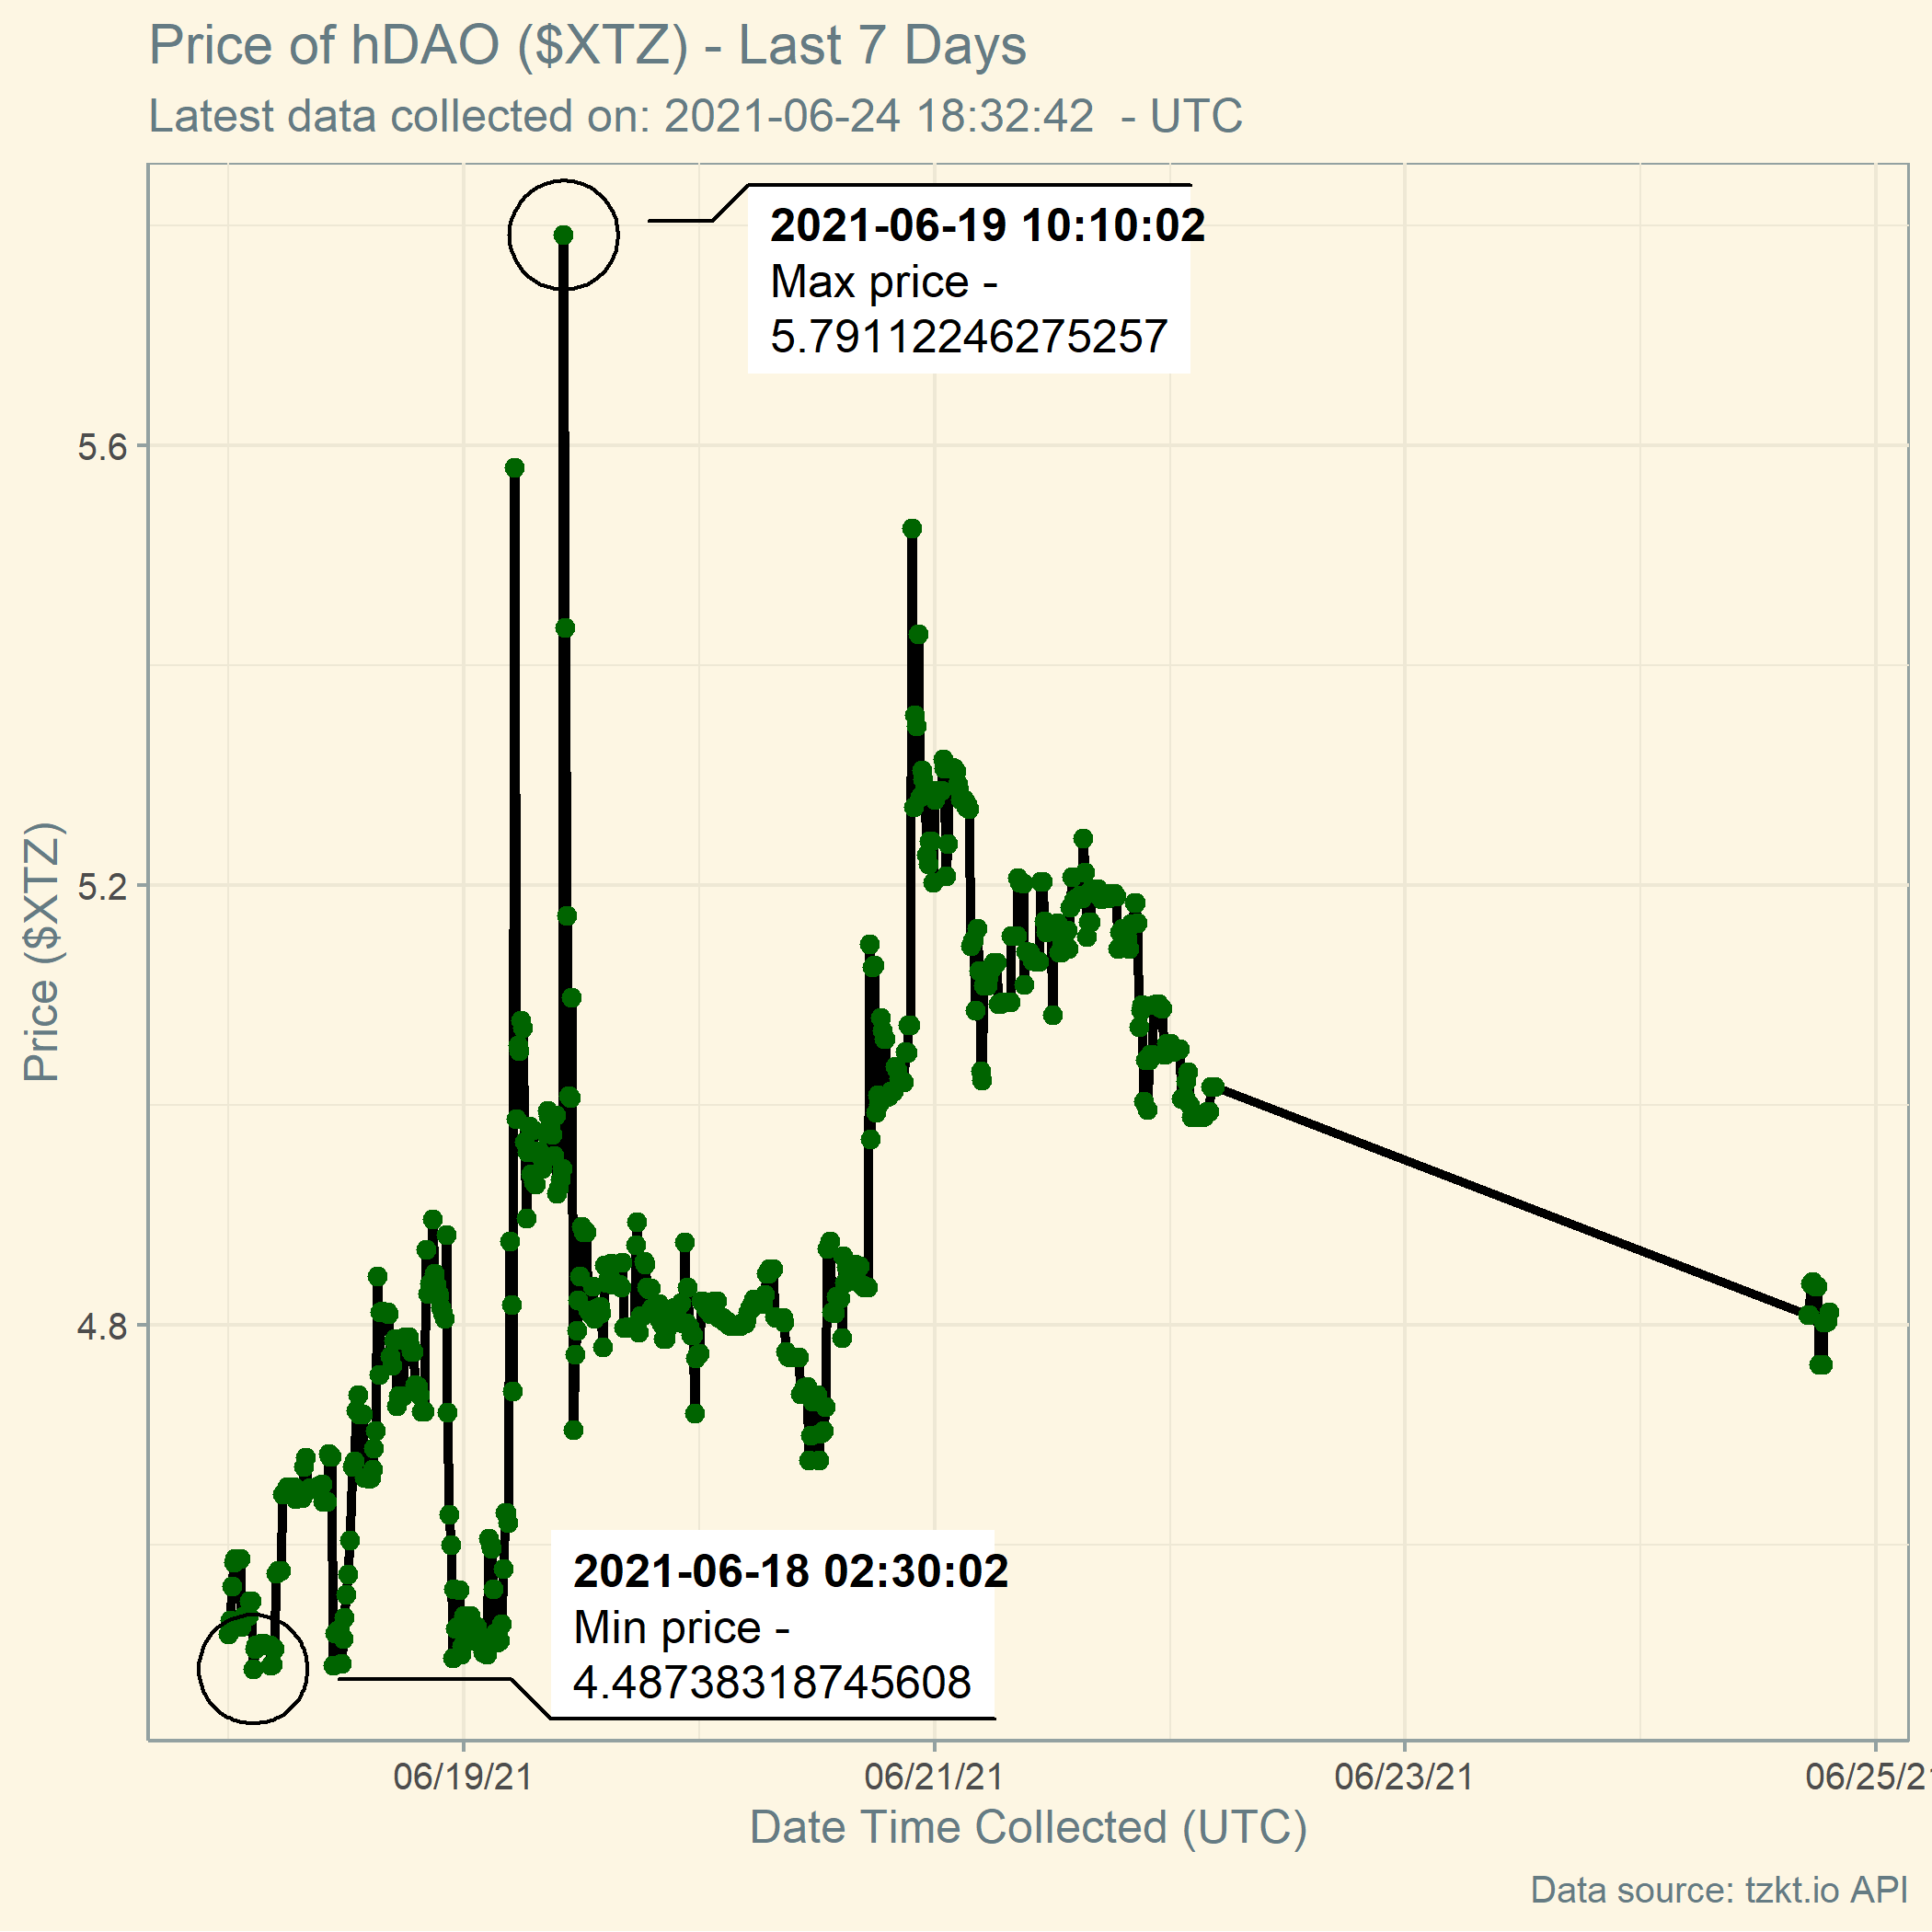 Price of hDAO ($XTZ) - Last 7 Days
Latest data collected on: 2021-06-24 18:32:42  - UTC
2021-06-19 10:10:02
Max price -
5.79112246275257
5.6
5.2
4.8
Price ($XTZ)
2021-06-18 02:30:02
Min price -
4.48738318745608
06/19/21
06/21/21
06/23/21
06/25/21
Date Time Collected (UTC)
Data source: tzkt.io API